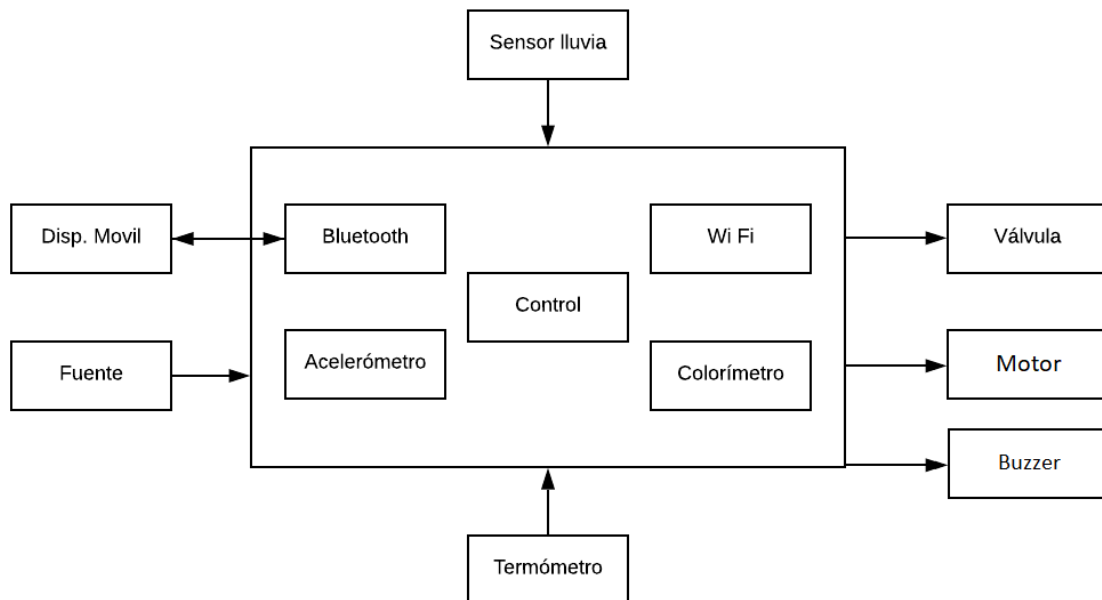 Sensor lluvia
Disp. Movil
Bluetooth
Wi Fi
Válvula
Control
Fuente
Acelerómetro
Colorímetro
Motor
Buzzer
Termómetro